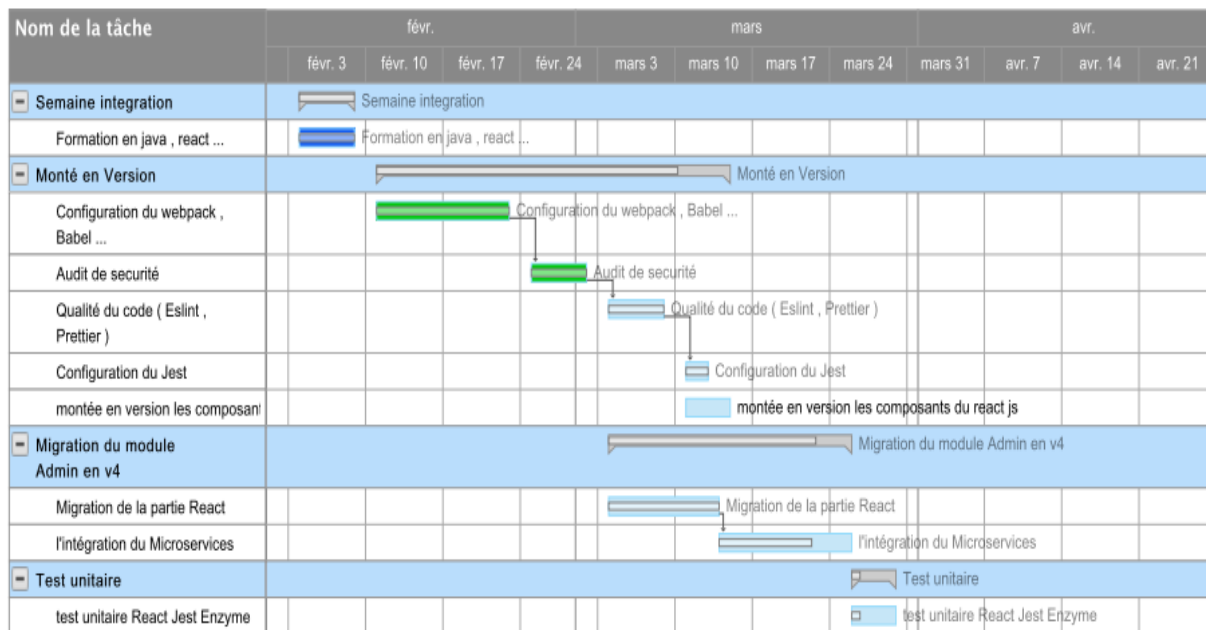 Nom de la tâche
févr. mars avr.
févr. 3 févr. 10 févr. 17 févr. 24 mars 3 mars 10 mars 17 mars 24 mars 31 avr. 7 avr. 14 avr. 21
Semaine integration Semaine integration
Formation en java , react ... Formation en java , react ...
Monté en Version Monté en Version
Configuration du webpack , Configuration du webpack , Babel ...
Babel ...
Audit de securité Audit de securité
Qualité du code ( Eslint , Qualité du code ( Eslint , Prettier )
Prettier )
Configuration du Jest Configuration du Jest
montée en version les composant montée en version les composants du react js
Migration du module Migration du module Admin en v4
Admin en v4
Migration de la partie React Migration de la partie React
l'intégration du Microservices l'intégration du Microservices
Test unitaire Test unitaire
test unitaire React Jest Enzyme test unitaire React Jest Enzyme